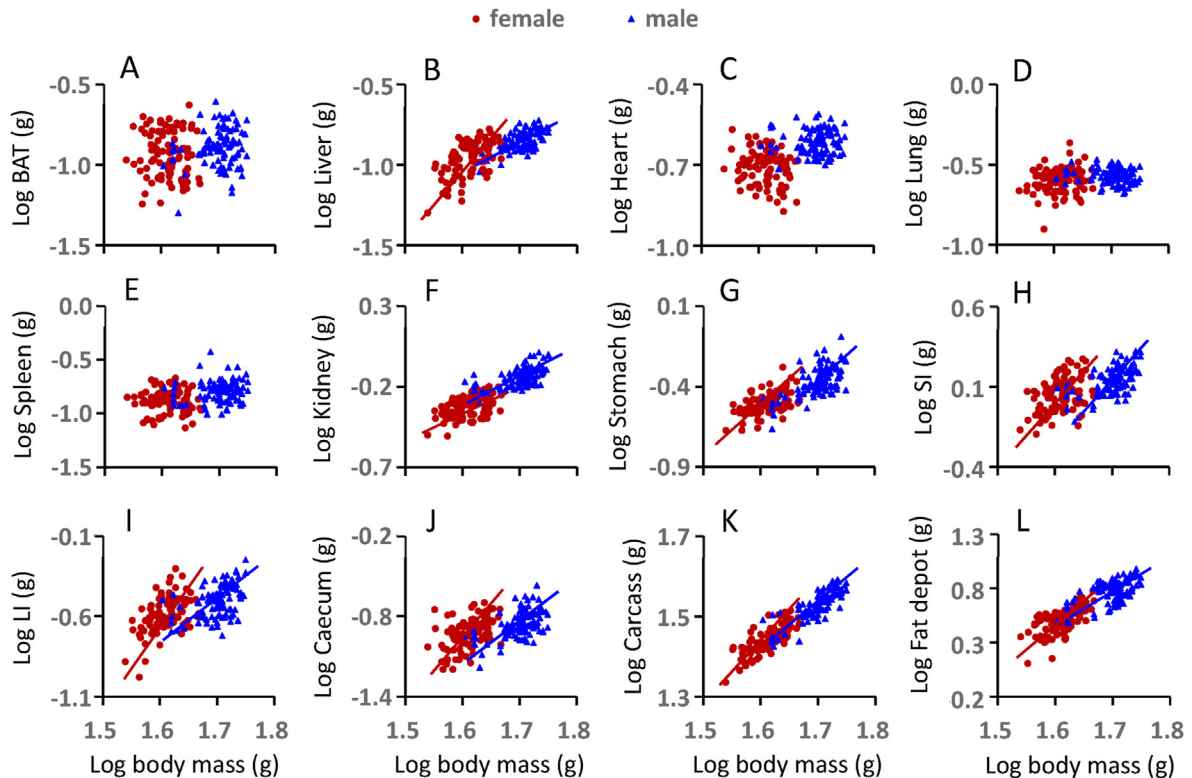 female male
A
-0.5
-1.0
-1.5
Log BAT (g)
B
-0.5
-1.0
-1.5
Log Liver (g)
C
-0.4
-0.7
-1.0
Log Heart (g)
D
0.0
-0.5
-1.0
Log Lung (g)
E
0.0
-0.5
-1.0
-1.5
Log Spleen (g)
F
0.3
-0.2
-0.7
Log Kidney (g)
G
0.1
-0.4
-0.9
Log Stomach (g)
H
0.6
0.1
-0.4
Log SI (g)
I
-0.1
-0.6
-1.1
Log LI (g)
1.5 1.6 1.7 1.8
Log body mass (g)
J
-0.2
-0.8
-1.4
Log Caecum (g)
1.5 1.6 1.7 1.8
Log body mass (g)
K
1.7
1.5
1.3
Log Carcass (g)
1.5 1.6 1.7 1.8
Log body mass (g)
L
1.3
0.8
0.3
0.2
Log Fat depot (g)
1.5 1.6 1.7 1.8
Log body mass (g)